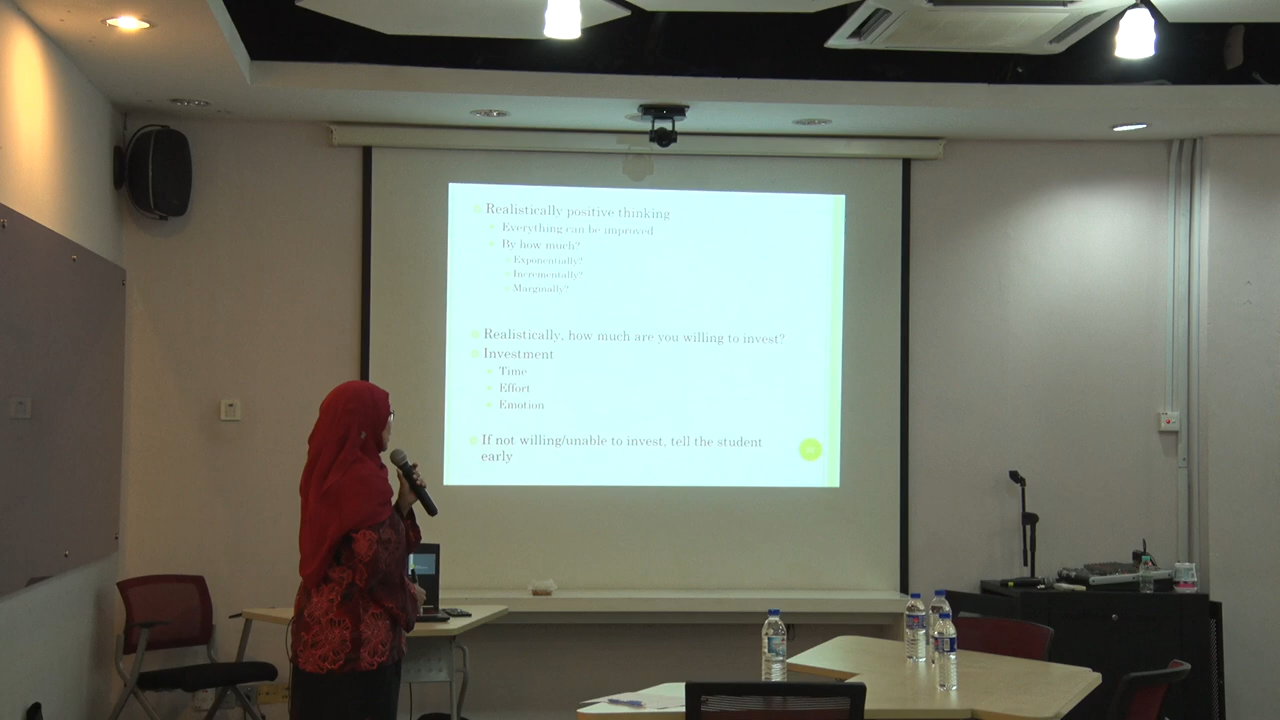 Realistically positive thinking
Everything can be improved
By how much?
Exponentially?
Incrementally?
Marginally?
Realistically, how much are you willing to invest?
Investment
Time
Effort
Emotion
If not willing/unable to invest, tell the student
early